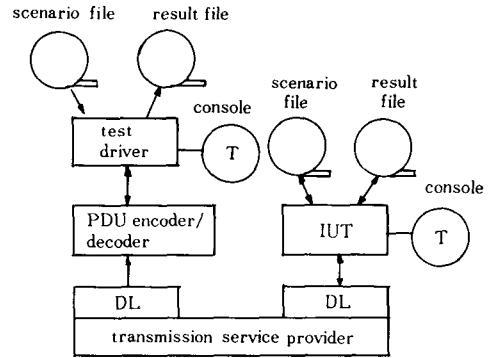 scenario file
result file
scenario
file
result
file
console
test
driver
T
console
PDU encoder/
decoder
IUT
T
DL
DL
transmission service provider